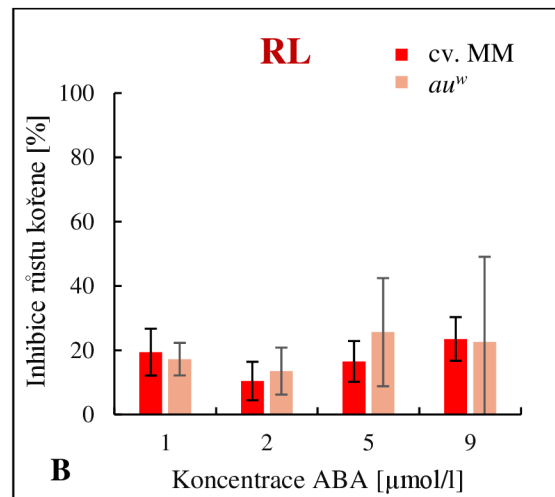 RL
cv. MM
au^w
100
80
60
40
20
0
Inhibice růstu kořene [%]
1 2 5 9
B
Koncentrace ABA [µmol/l]